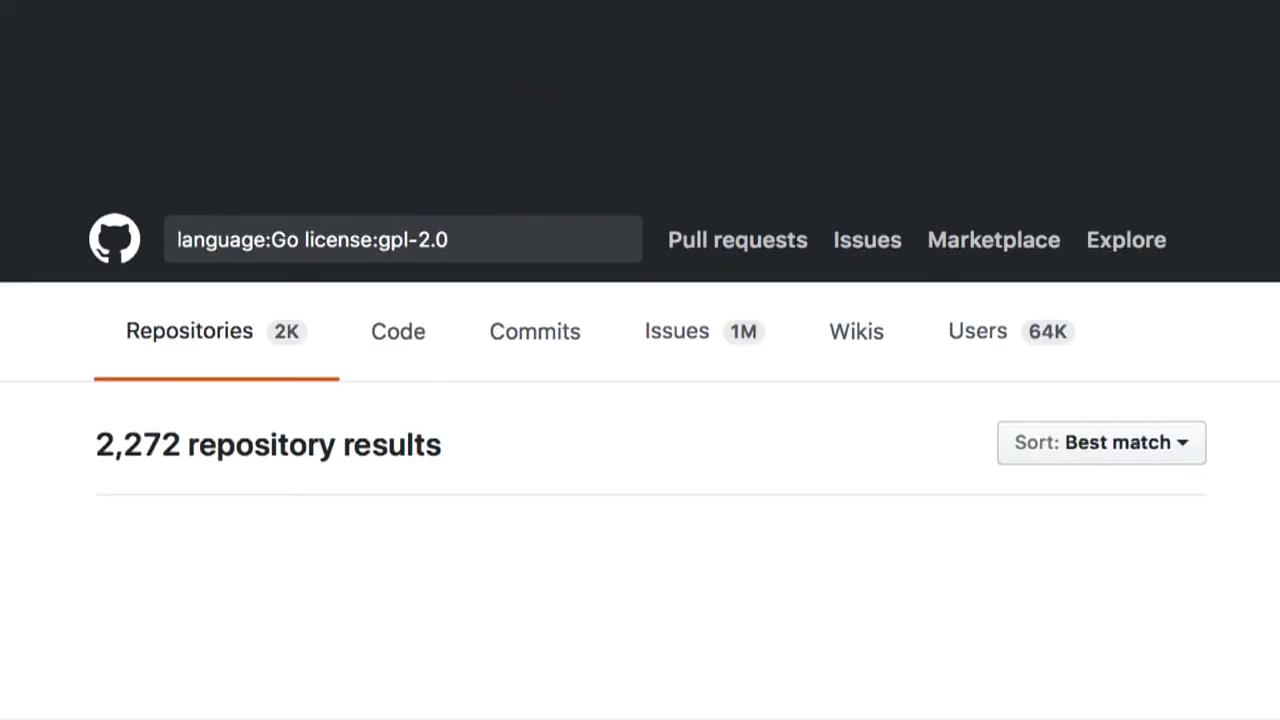 language:Go license:gpl-2.0 Pull requests Issues Marketplace Explore
Repositories 2K Code Commits Issues 1M Wikis Users 64K
2,272 repository results Sort: Best match